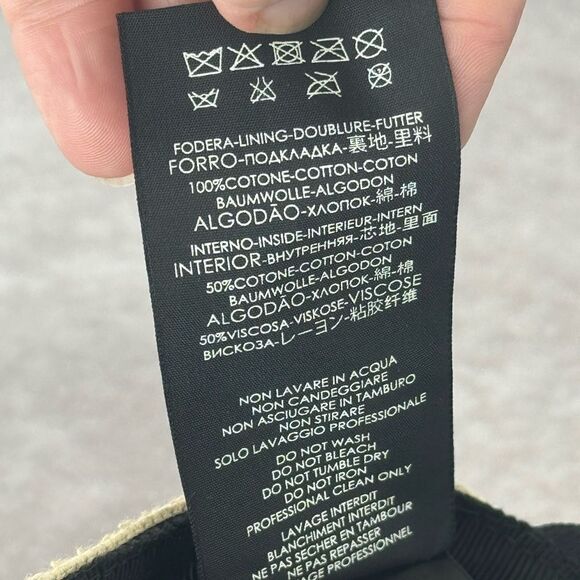 FODERA-LINING-DOUBLURE-FUTTER
FORRO-ПОДКЛАДКА-裏地-里料
100%COTONE-COTTON-COTON
BAUMWOLLE-ALGODON
ALGODÃO-ХЛОПОК-綿-棉
INTERNO-INSIDE-INTERIEUR-INTERN
INTERIOR-ВНУТРЕННЯЯ-芯地-里面
50%COTONE-COTTON-COTON
BAUMWOLLE-ALGODON
ALGODÃO-ХЛОПОК-綿-棉
50%VISCOSA-VISKOSE-VISCOSE
ВИСКОЗА-レーヨン-粘胶纤维
NON LAVARE IN ACQUA
NON CANDEGGIARE
NON ASCIUGARE IN TAMBURO
NON STIRARE
SOLO LAVAGGIO PROFESSIONALE
DO NOT WASH
DO NOT BLEACH
DO NOT TUMBLE DRY
DO NOT IRON
PROFESSIONAL CLEAN ONLY
LAVAGE INTERDIT
BLANCHIMENT INTERDIT
NE PAS SECHER EN TAMBOUR
NE PAS REPASSER
PROFESSIONNEL